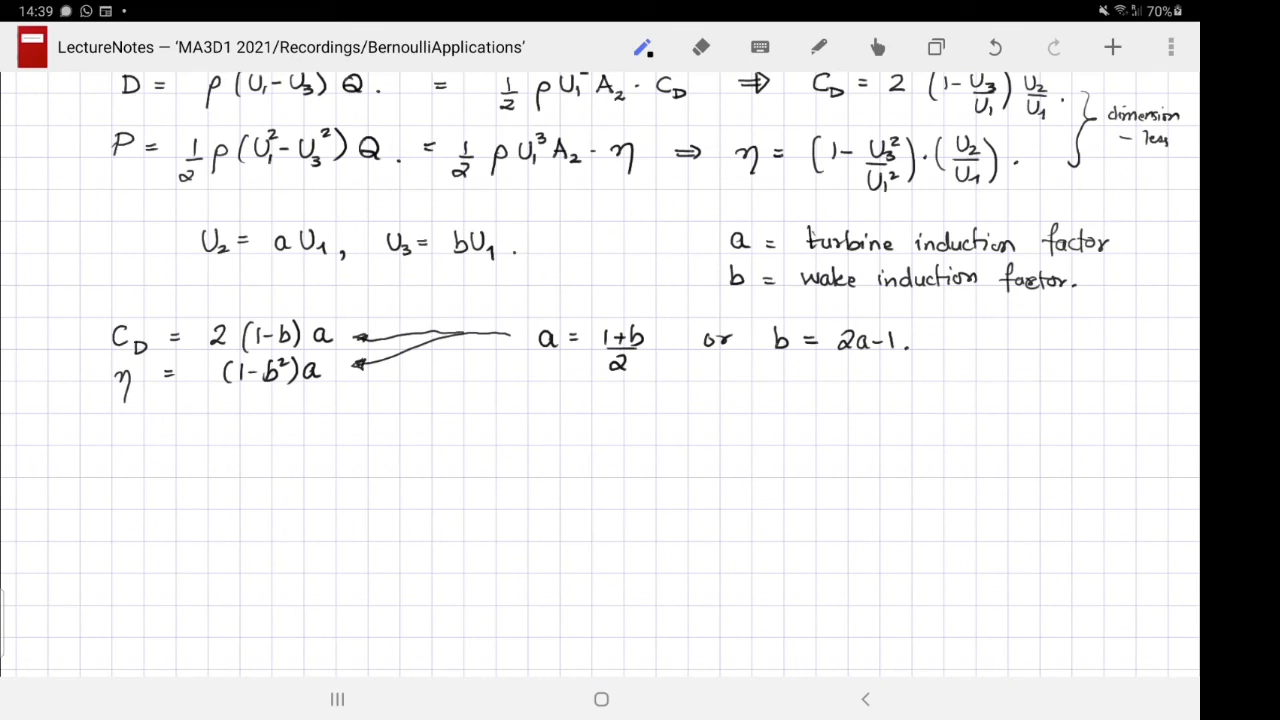 14:39 70%
LectureNotes — ‘MA3D1 2021/Recordings/BernoulliApplications’
D = ρ (U₁-U₃) Q . = 1/2 ρ U₁⁻ A₂ · C_D ⇒ C_D = 2 (1 - U₃/U₁) U₂/U₁ .
P = 1/2 ρ (U₁² - U₃²) Q . = 1/2 ρ U₁³ A₂ · η ⇒ η = (1 - U₃²/U₁²) · (U₂/U₁) .
} dimension
- less
U₂ = a U₁ , U₃ = b U₁ . a = turbine induction factor
b = wake induction factor.
C_D = 2 (1-b) a ← a = 1+b/2 or b = 2a-1.
η = (1-b²)a ←